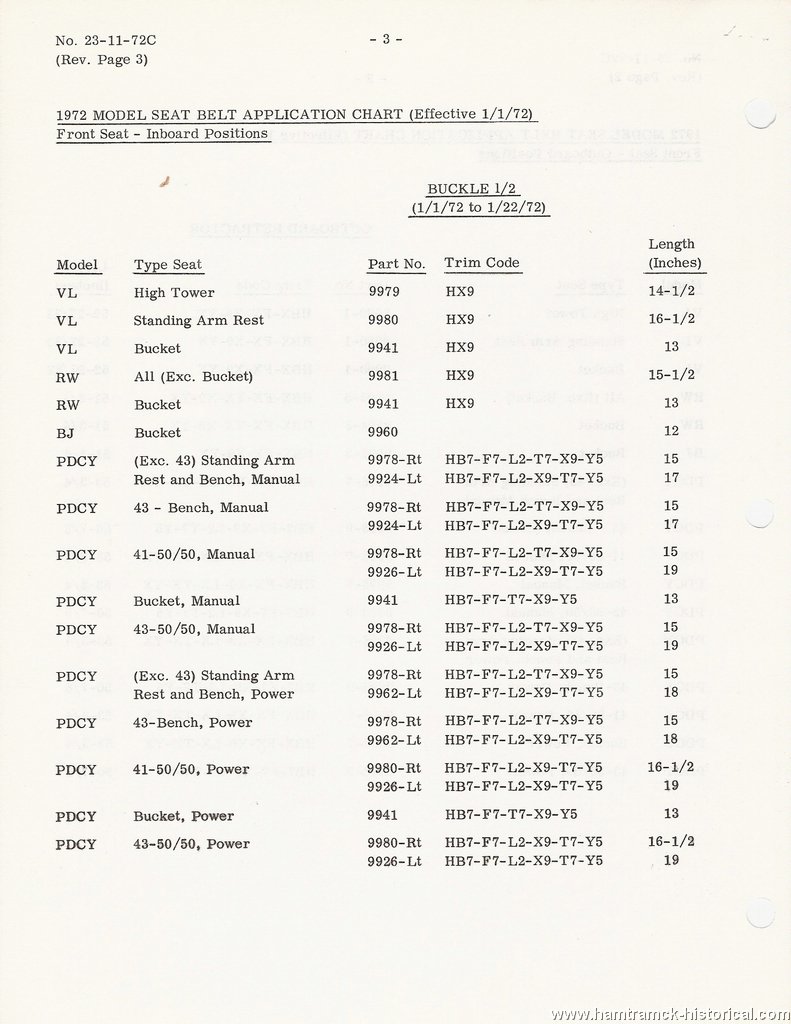 No. 23-11-72C - 3 -
(Rev. Page 3)
1972 MODEL SEAT BELT APPLICATION CHART (Effective 1/1/72)
Front Seat - Inboard Positions
BUCKLE 1/2
(1/1/72 to 1/22/72)
Length
Model Type Seat Part No. Trim Code (Inches)
VL High Tower 9979 HX9 14-1/2
VL Standing Arm Rest 9980 HX9 16-1/2
VL Bucket 9941 HX9 13
RW All (Exc. Bucket) 9981 HX9 15-1/2
RW Bucket 9941 HX9 13
BJ Bucket 9960 12
PDCY (Exc. 43) Standing Arm 9978-Rt HB7-F7-L2-T7-X9-Y5 15
Rest and Bench, Manual 9924-Lt HB7-F7-L2-X9-T7-Y5 17
PDCY 43 - Bench, Manual 9978-Rt HB7-F7-L2-T7-X9-Y5 15
9924-Lt HB7-F7-L2-X9-T7-Y5 17
PDCY 41-50/50, Manual 9978-Rt HB7-F7-L2-T7-X9-Y5 15
9926-Lt HB7-F7-L2-X9-T7-Y5 19
PDCY Bucket, Manual 9941 HB7-F7-T7-X9-Y5 13
PDCY 43-50/50, Manual 9978-Rt HB7-F7-L2-T7-X9-Y5 15
9926-Lt HB7-F7-L2-X9-T7-Y5 19
PDCY (Exc. 43) Standing Arm 9978-Rt HB7-F7-L2-T7-X9-Y5 15
Rest and Bench, Power 9962-Lt HB7-F7-L2-X9-T7-Y5 18
PDCY 43-Bench, Power 9978-Rt HB7-F7-L2-T7-X9-Y5 15
9962-Lt HB7-F7-L2-X9-T7-Y5 18
PDCY 41-50/50, Power 9980-Rt HB7-F7-L2-X9-T7-Y5 16-1/2
9926-Lt HB7-F7-L2-X9-T7-Y5 19
PDCY Bucket, Power 9941 HB7-F7-T7-X9-Y5 13
PDCY 43-50/50, Power 9980-Rt HB7-F7-L2-X9-T7-Y5 16-1/2
9926-Lt HB7-F7-L2-X9-T7-Y5 19
www.hamtramck-historical.com